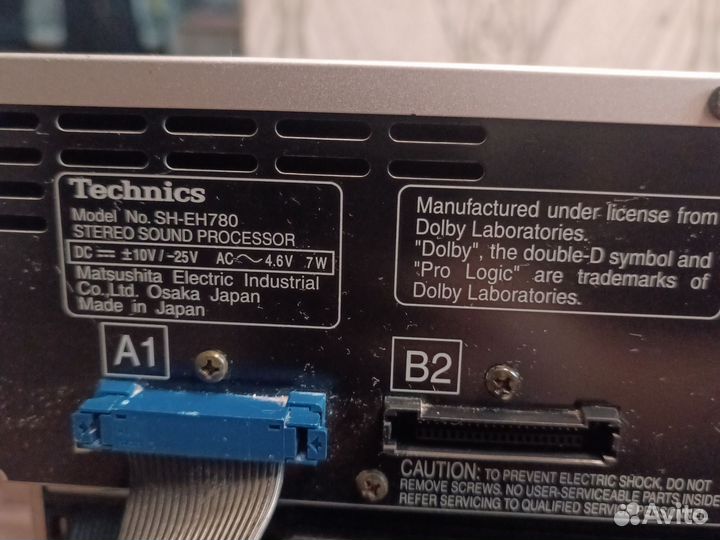 Technics
Model No. SH-EH780
STEREO SOUND PROCESSOR
DC ⎓ ±10V/-25V AC∿ 4.6V 7W
Matsushita Electric Industrial
Co.,Ltd. Osaka Japan
Made in Japan
Manufactured under license from
Dolby Laboratories.
"Dolby", the double-D symbol and
"Pro Logic" are trademarks of
Dolby Laboratories.
A1
B2
CAUTION: TO PREVENT ELECTRIC SHOCK, DO NOT
REMOVE SCREWS. NO USER-SERVICEABLE PARTS INSIDE
REFER SERVICING TO QUALIFIED
Avito